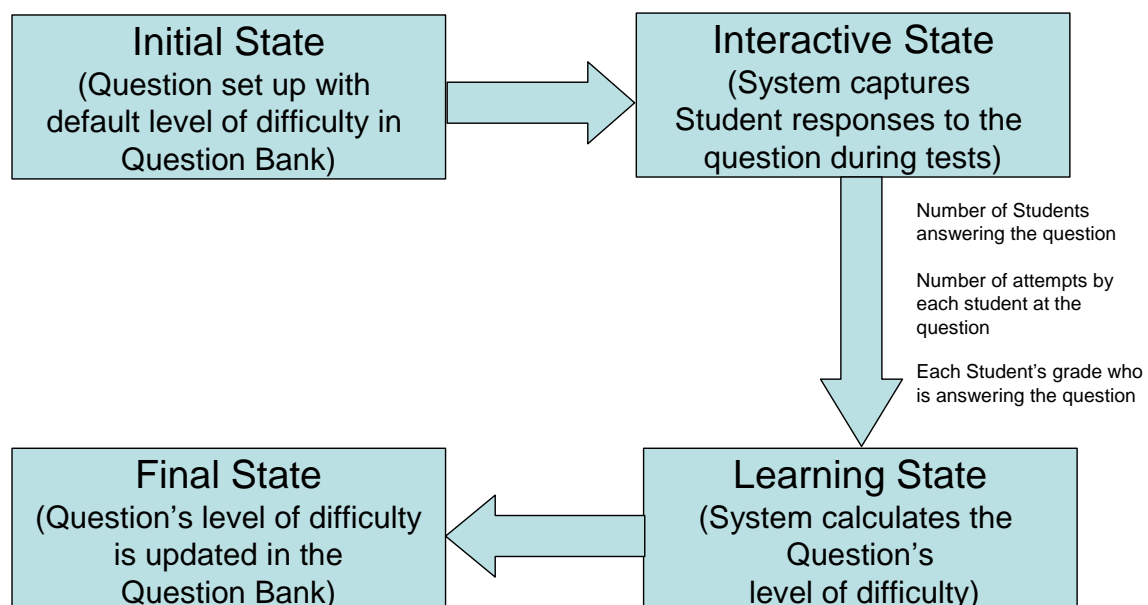 Initial State
(Question set up with
default level of difficulty in
Question Bank)
Interactive State
(System captures
Student responses to the
question during tests)
Number of Students
answering the question
Number of attempts by
each student at the
question
Each Student's grade who
is answering the question
Final State
(Question's level of difficulty
is updated in the
Question Bank)
Learning State
(System calculates the
Question's
level of difficulty)